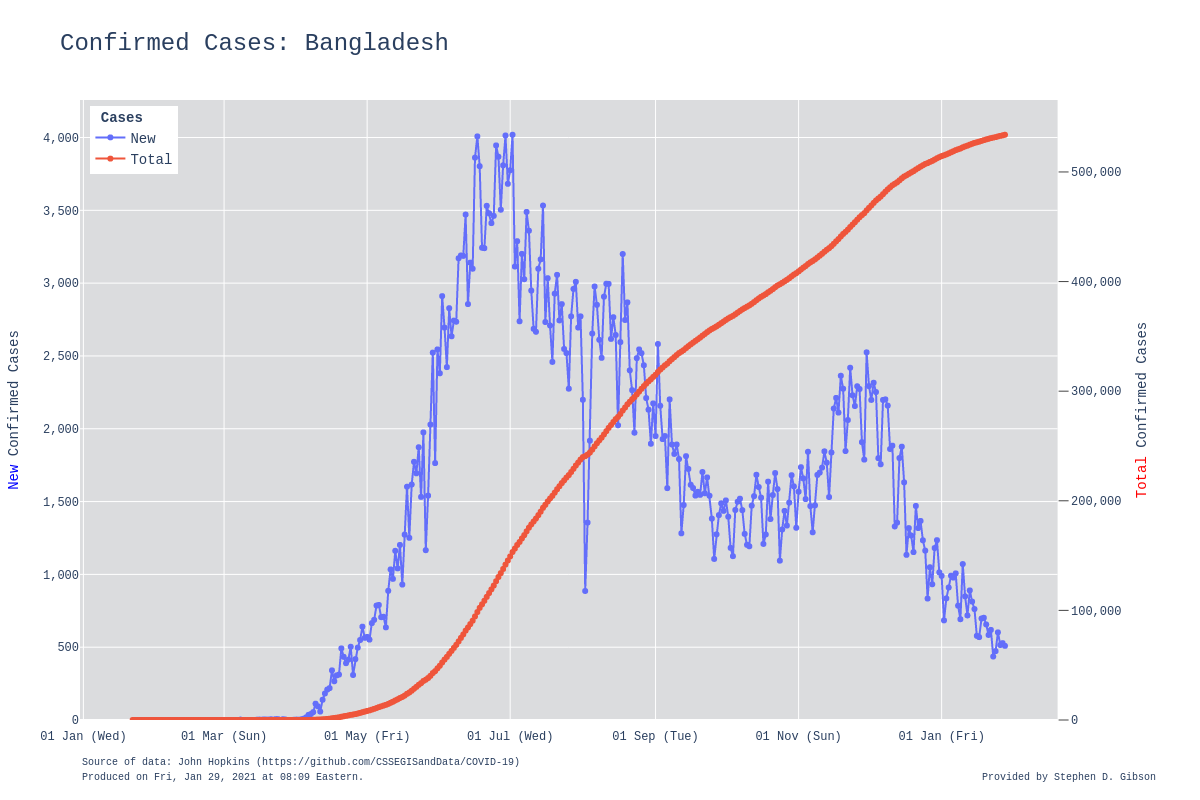 Confirmed Cases: Bangladesh
Cases
New
Total
4,000
3,500
3,000
2,500
2,000
1,500
1,000
500
0
New Confirmed Cases
500,000
400,000
300,000
200,000
100,000
0
Total Confirmed Cases
01 Jan (Wed) 01 Mar (Sun) 01 May (Fri) 01 Jul (Wed) 01 Sep (Tue) 01 Nov (Sun) 01 Jan (Fri)
Source of data: John Hopkins (https://github.com/CSSEGISandData/COVID-19)
Produced on Fri, Jan 29, 2021 at 08:09 Eastern.
Provided by Stephen D. Gibson